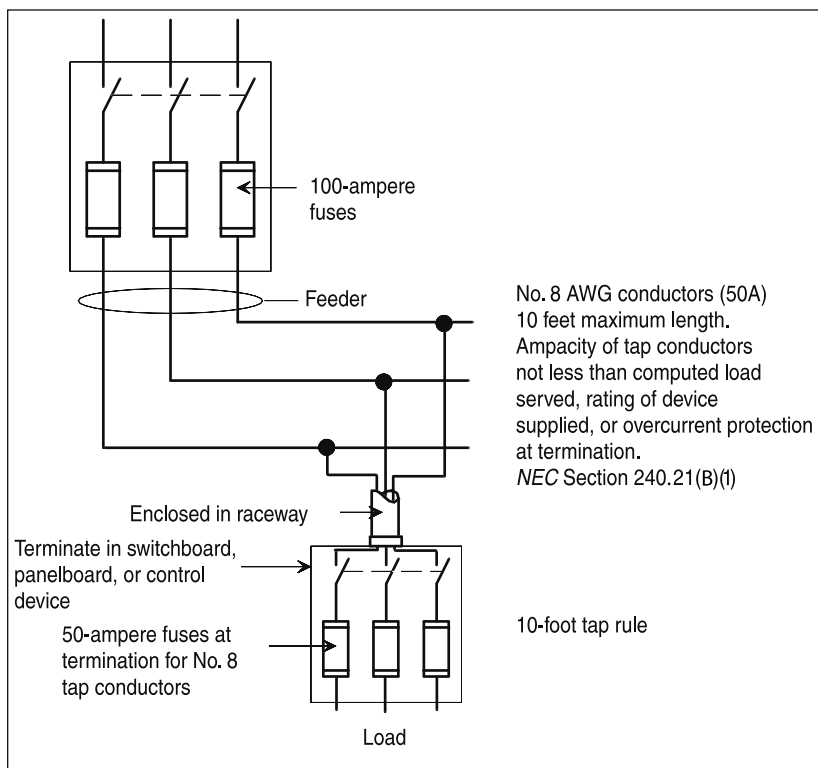 100-ampere
fuses
Feeder
No. 8 AWG conductors (50A)
10 feet maximum length.
Ampacity of tap conductors
not less than computed load
served, rating of device
supplied, or overcurrent protection
at termination.
NEC Section 240.21(B)(1)
Enclosed in raceway
Terminate in switchboard,
panelboard, or control
device
50-ampere fuses at
termination for No. 8
tap conductors
10-foot tap rule
Load